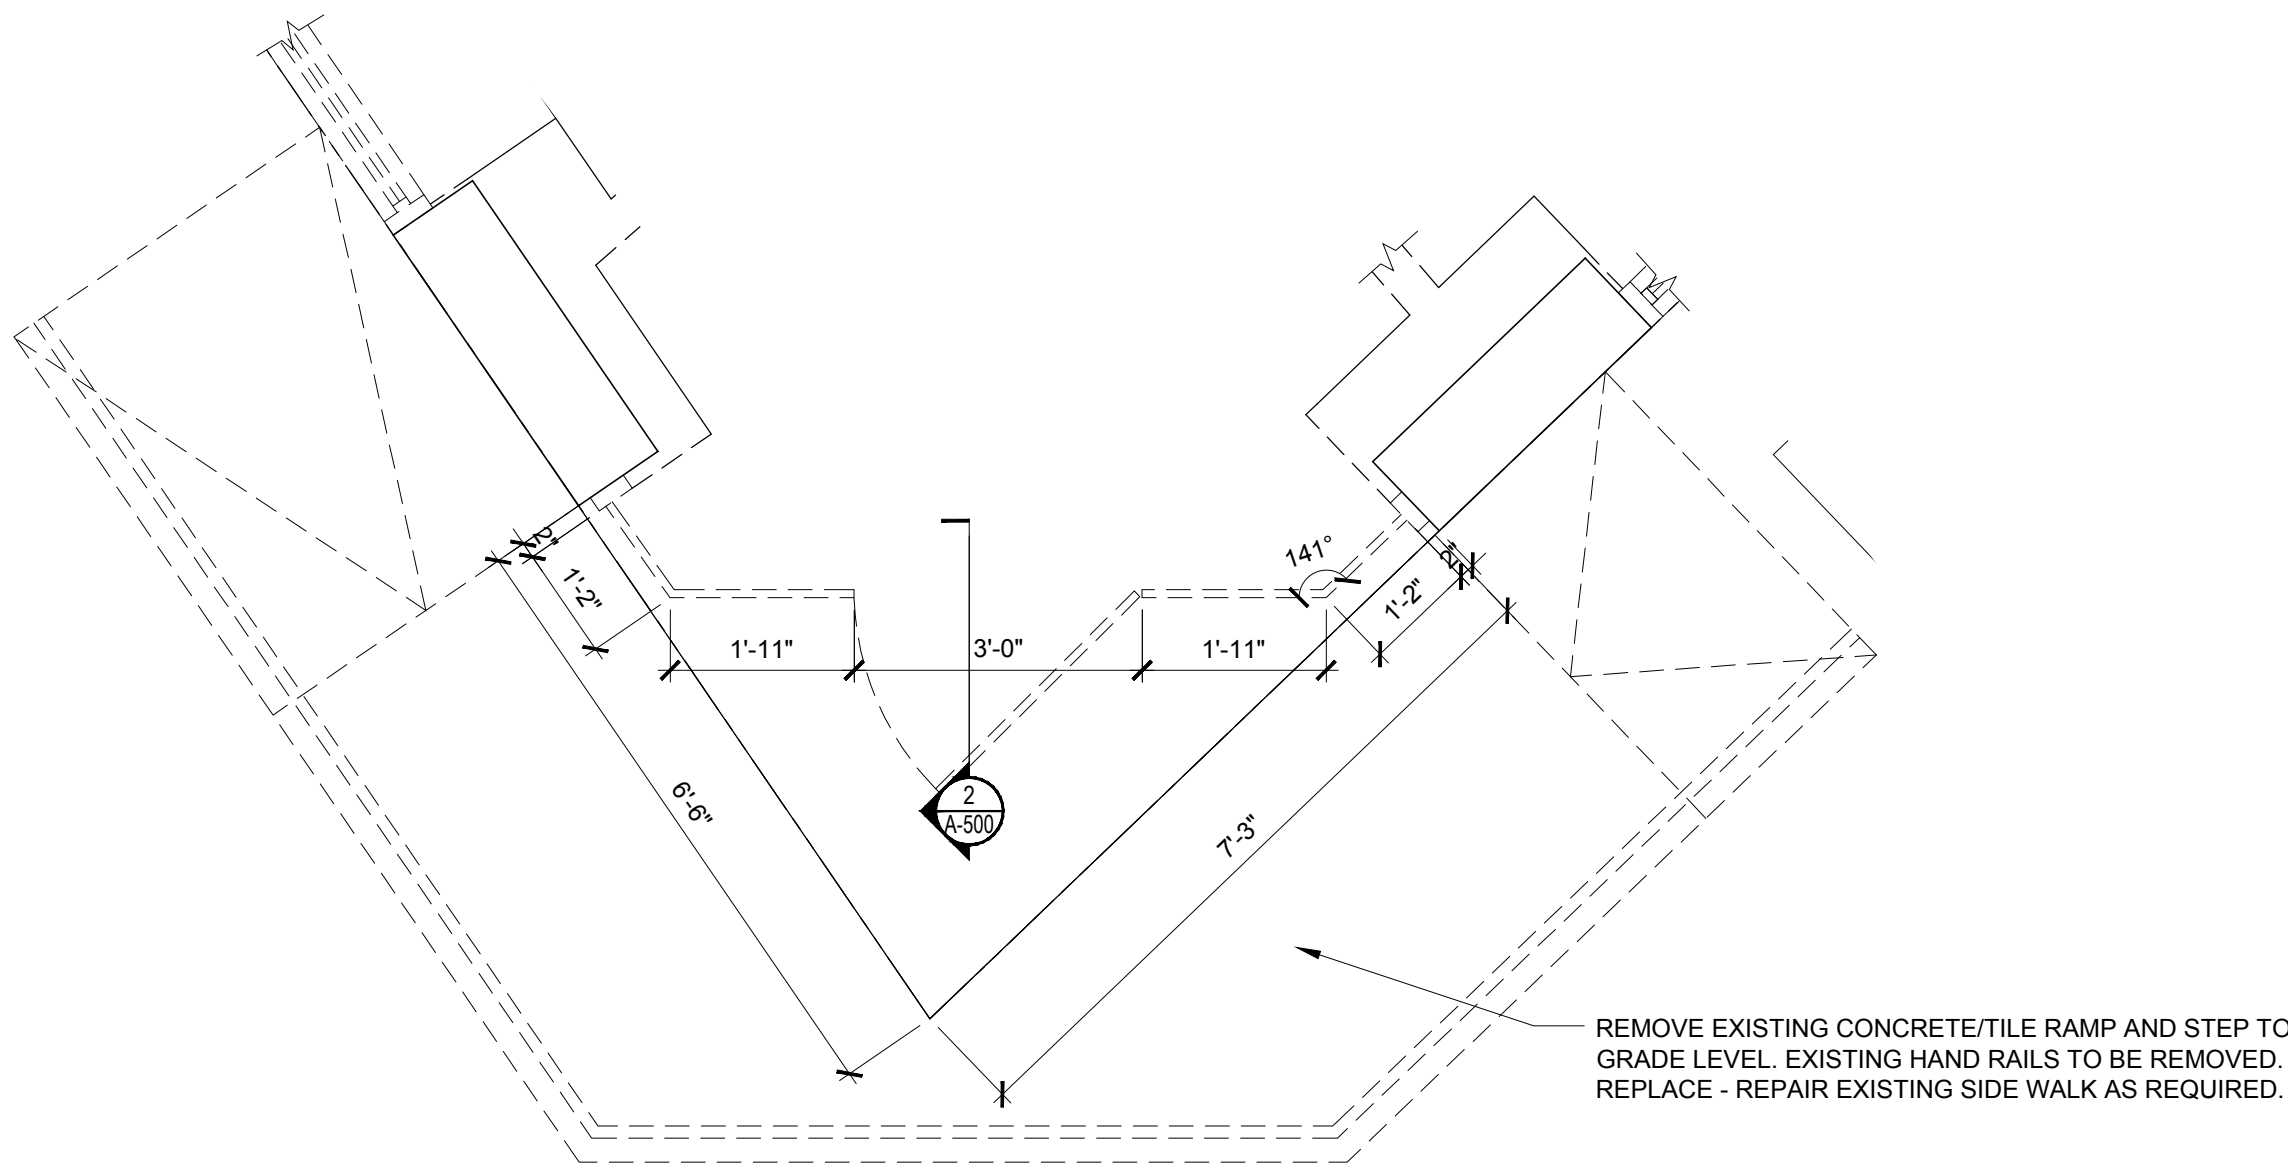 2"
1'-2"
141°
2"
1'-2"
1'-11"
3'-0"
1'-11"
6'-6"
2
A-500
7'-3"
REMOVE EXISTING CONCRETE/TILE RAMP AND STEP TO
GRADE LEVEL. EXISTING HAND RAILS TO BE REMOVED.
REPLACE - REPAIR EXISTING SIDE WALK AS REQUIRED.